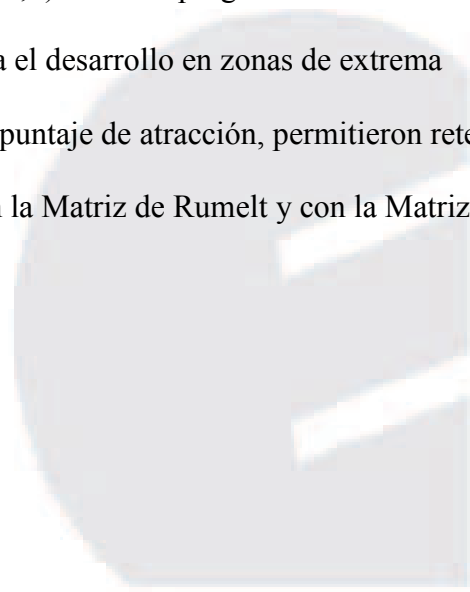 a el desarrollo en zonas de extrema
puntaje de atracción, permitieron rete
la Matriz de Rumelt y con la Matriz